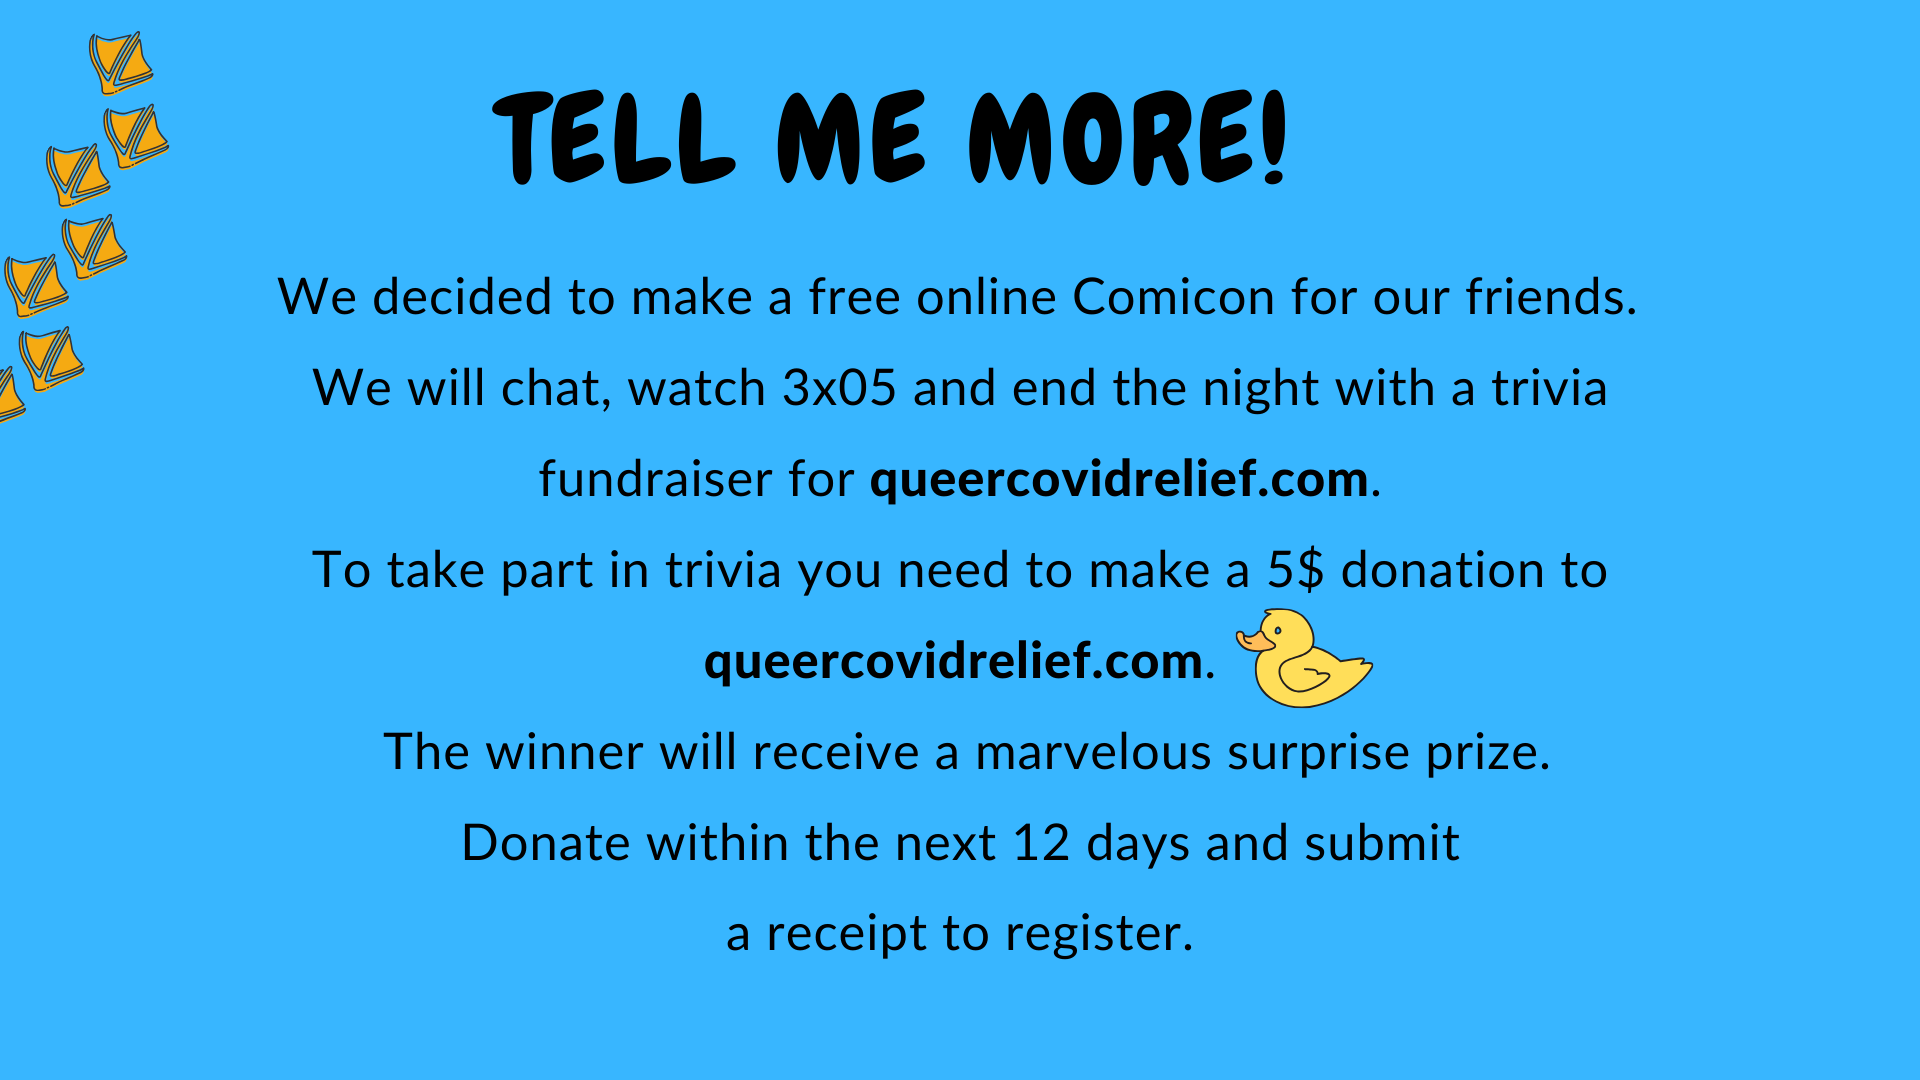 TELL ME MORE!
We decided to make a free online Comicon for our friends.
We will chat, watch 3x05 and end the night with a trivia
fundraiser for queercovidrelief.com.
To take part in trivia you need to make a 5$ donation to
queercovidrelief.com.
The winner will receive a marvelous surprise prize.
Donate within the next 12 days and submit
a receipt to register.